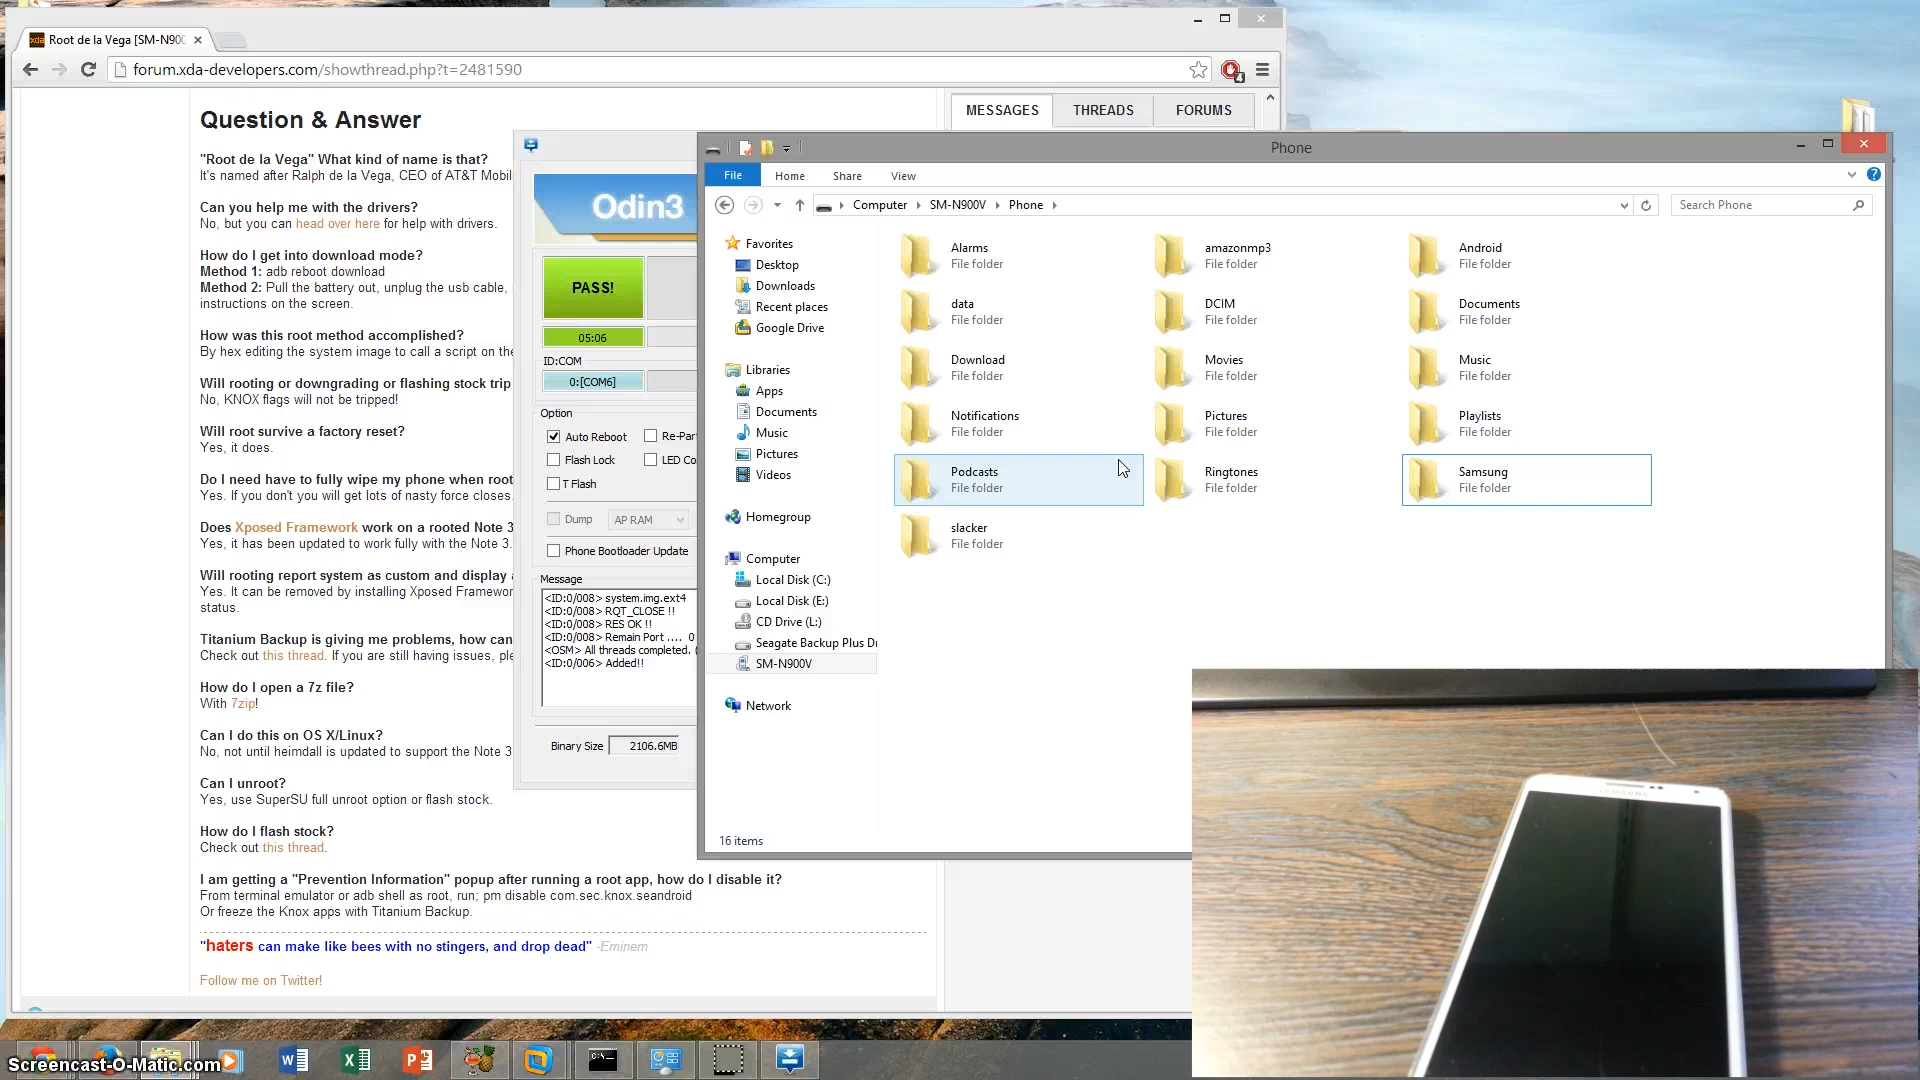 Root de la Vega [SM-N900
forum.xda-developers.com/showthread.php?t=2481590
4
MESSAGES THREADS FORUMS
Question & Answer
"Root de la Vega" What kind of name is that?
It's named after Ralph de la Vega, CEO of AT&T Mobil
Can you help me with the drivers?
No, but you can head over here for help with drivers.
How do I get into download mode?
Method 1: adb reboot download
Method 2: Pull the battery out, unplug the usb cable,
instructions on the screen.
How was this root method accomplished?
By hex editing the system image to call a script on the
Will rooting or downgrading or flashing stock trip
No, KNOX flags will not be tripped!
Will root survive a factory reset?
Yes, it does.
Do I need have to fully wipe my phone when root
Yes. If you don't you will get lots of nasty force closes.
Does Xposed Framework work on a rooted Note 3
Yes, it has been updated to work fully with the Note 3.
Will rooting report system as custom and display
Yes. It can be removed by installing Xposed Framewor
status.
Titanium Backup is giving me problems, how can
Check out this thread. If you are still having issues, ple
How do I open a 7z file?
With 7zip!
Can I do this on OS X/Linux?
No, not until heimdall is updated to support the Note 3
Can I unroot?
Yes, use SuperSU full unroot option or flash stock.
How do I flash stock?
Check out this thread.
I am getting a "Prevention Information" popup after running a root app, how do I disable it?
From terminal emulator or adb shell as root, run; pm disable com.sec.knox.seandroid
Or freeze the Knox apps with Titanium Backup.
"haters can make like bees with no stingers, and drop dead" -Eminem
Follow me on Twitter!
Odin3
PASS!
05:06
ID:COM
0:[COM6]
Option
Auto Reboot Re-Par
Flash Lock LED Co
T Flash
Dump AP RAM
Phone Bootloader Update
Message
<ID:0/008> system.img.ext4
<ID:0/008> RQT_CLOSE !!
<ID:0/008> RES OK !!
<ID:0/008> Remain Port .... 0
<OSM> All threads completed. (
<ID:0/006> Added!!
Binary Size 2106.6MB
Phone
File Home Share View
Computer SM-N900V Phone
Search Phone
Favorites
Desktop
Downloads
Recent places
Google Drive
Libraries
Apps
Documents
Music
Pictures
Videos
Homegroup
Computer
Local Disk (C:)
Local Disk (E:)
CD Drive (L:)
Seagate Backup Plus Dr
SM-N900V
Network
Alarms amazonmp3 Android
File folder File folder File folder
data DCIM Documents
File folder File folder File folder
Download Movies Music
File folder File folder File folder
Notifications Pictures Playlists
File folder File folder File folder
Podcasts Ringtones Samsung
File folder File folder File folder
slacker
File folder
16 items
SAMSUNG
Screencast-O-Matic.com